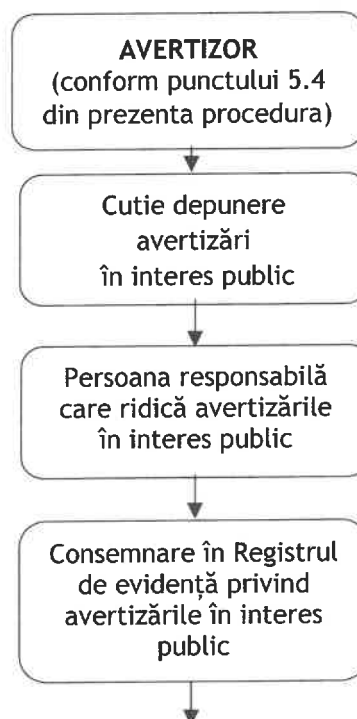 AVERTIZOR
(conform punctului 5.4
din prezenta procedura)
Cutie depunere
avertizări
în interes public
Persoana responsabilă
care ridică avertizările
în interes public
Consemnare în Registrul
de evidență privind
avertizările în interes
public